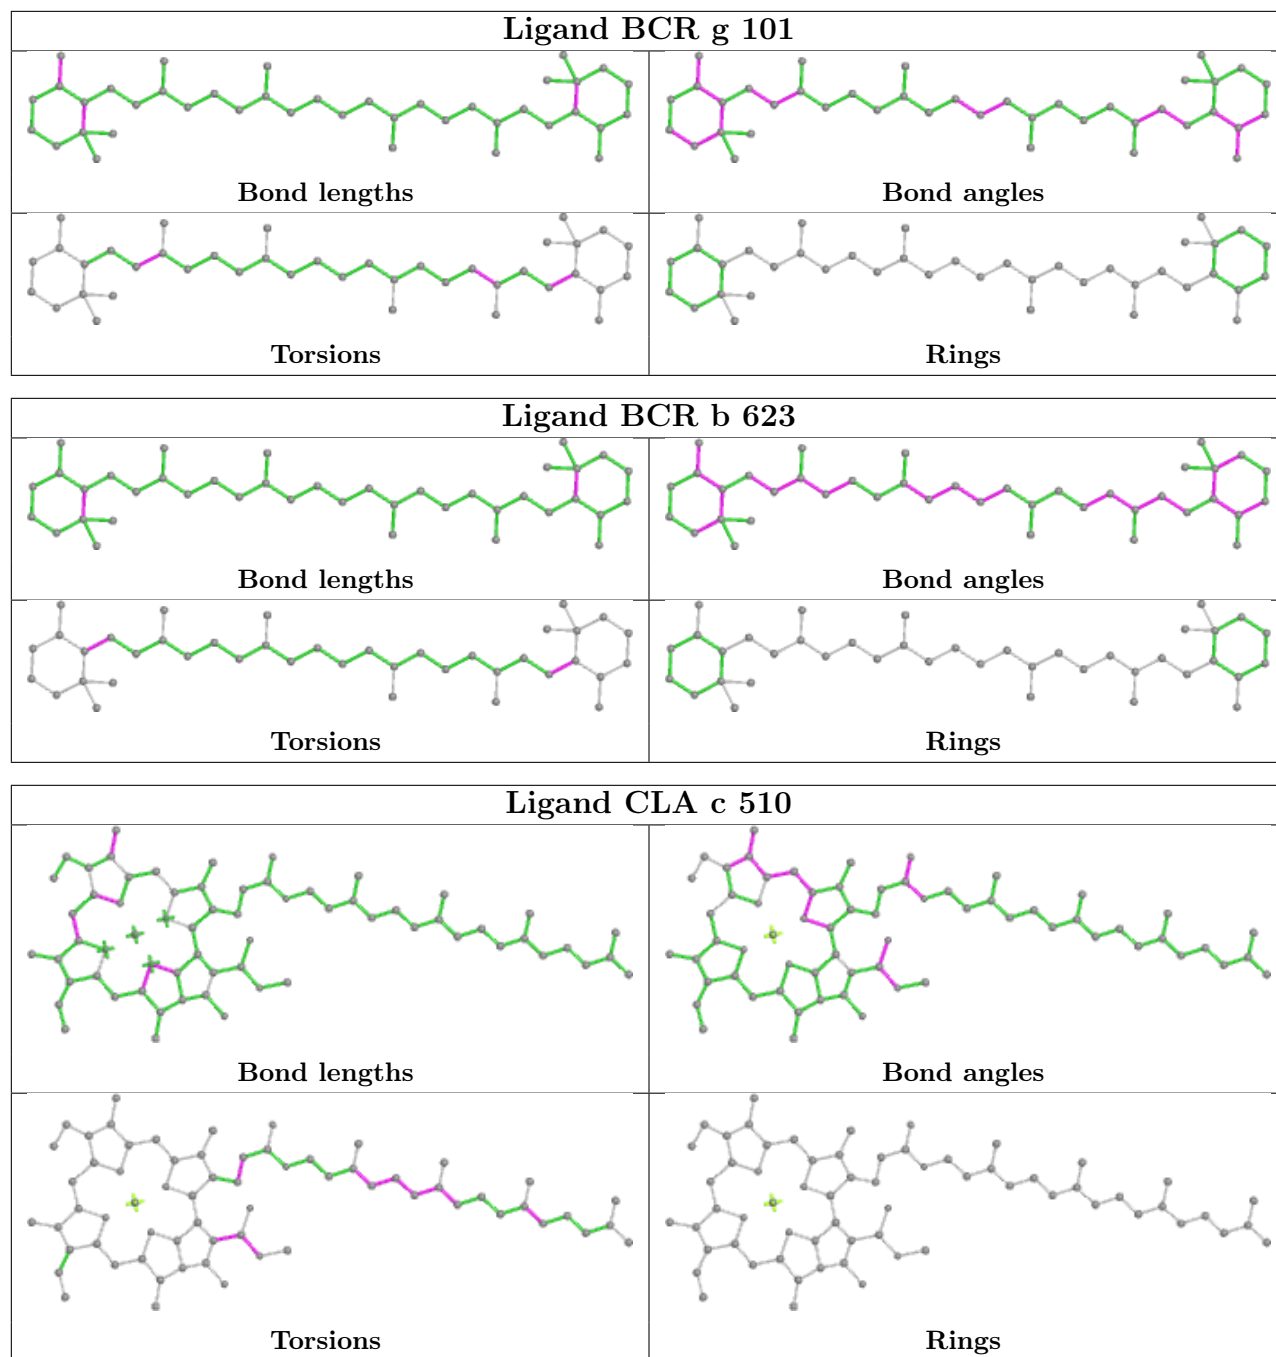 Ligand BCR g 101
Bond lengths
Bond angles
Torsions
Rings
Ligand BCR b 623
Bond lengths
Bond angles
Torsions
Rings
Ligand CLA c 510
Bond lengths
Bond angles
Torsions
Rings